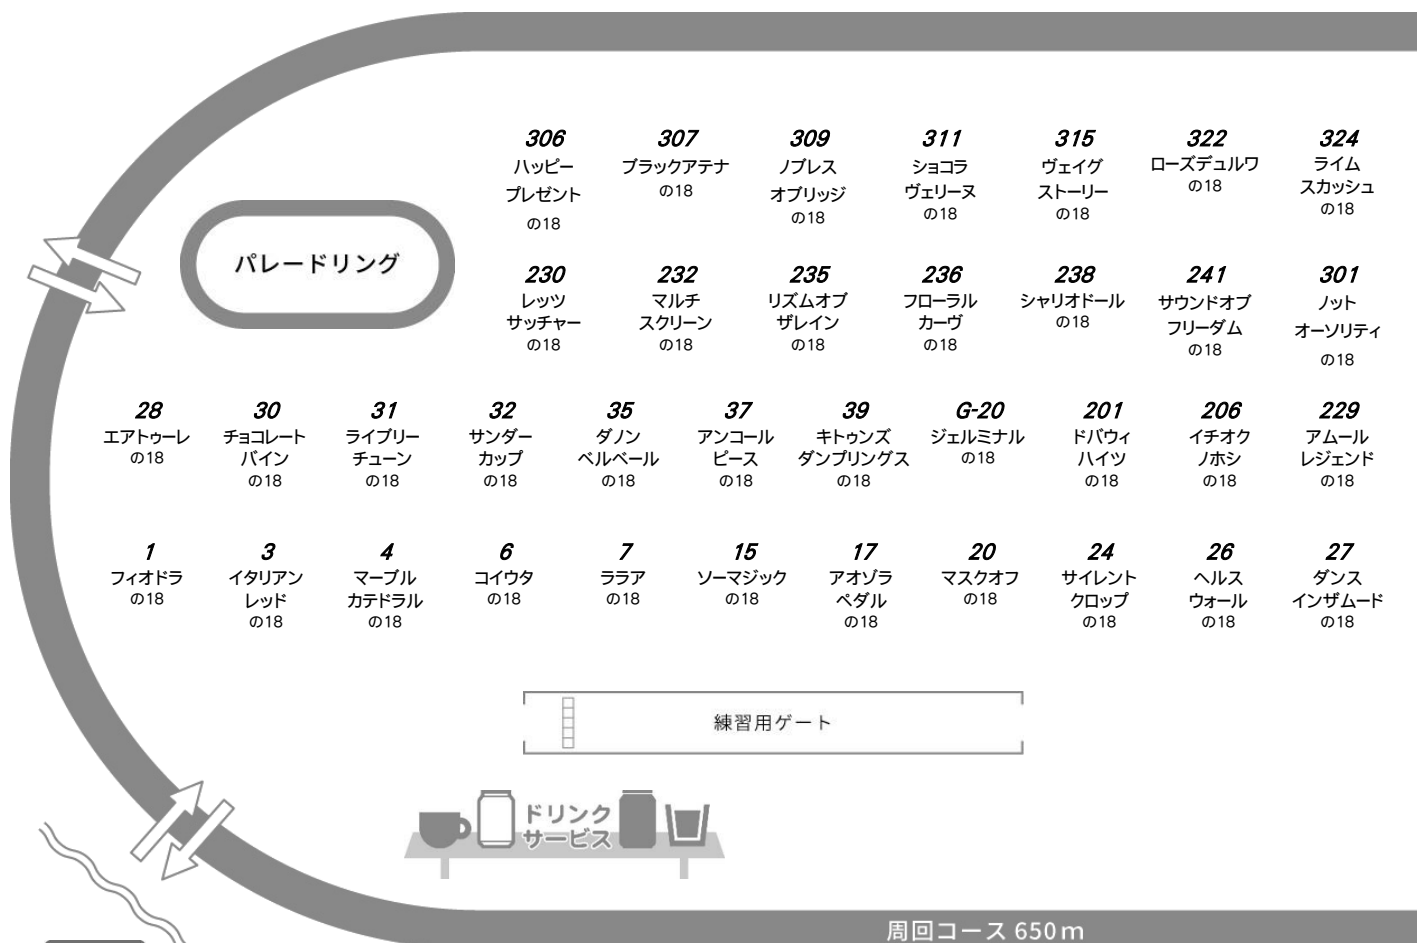 306
ハッピー
プレゼント
の18
307
ブラックアテナ
の18
309
ノブレス
オブリッジ
の18
311
ショコラ
ヴェリーヌ
の18
315
ヴェイグ
ストーリー
の18
322
ローズデュルワ
の18
324
ライム
スカッシュ
の18
パレードリング
230
レッツ
サッチャー
の18
232
マルチ
スクリーン
の18
235
リズムオブ
ザレイン
の18
236
フローラル
カーヴ
の18
238
シャリオドール
の18
241
サウンドオブ
フリーダム
の18
301
ノット
オーソリティ
の18
28
エアトゥーレ
の18
30
チョコレート
バイン
の18
31
ライブリー
チューン
の18
32
サンダー
カップ
の18
35
ダノン
ベルベール
の18
37
アンコール
ピース
の18
39
キトゥンズ
ダンプリングス
の18
G-20
ジェルミナル
の18
201
ドバウィ
ハイツ
の18
206
イチオク
ノホシ
の18
229
アムール
レジェンド
の18
1
フィオドラ
の18
3
イタリアン
レッド
の18
4
マーブル
カテドラル
の18
6
コイウタ
の18
7
ララア
の18
15
ソーマジック
の18
17
アオゾラ
ペダル
の18
20
マスクオフ
の18
24
サイレント
クロップ
の18
26
ヘルス
ウォール
の18
27
ダンス
インザムード
の18
練習用ゲート
ドリンク
サービス
周回コース 650m